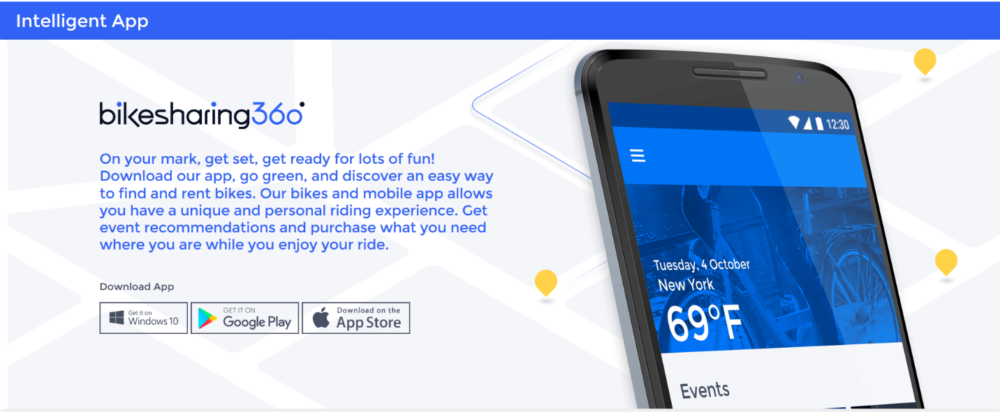 Intelligent App
bikesharing360
On your mark, get set, get ready for lots of fun!
Download our app, go green, and discover an easy way
to find and rent bikes. Our bikes and mobile app allows
you have a unique and personal riding experience. Get
event recommendations and purchase what you need
where you are while you enjoy your ride.
Download App
Get it on
Windows 10
GET IT ON
Google Play
Download on the
App Store
12:30
Tuesday, 4 October
New York
69°F
Events